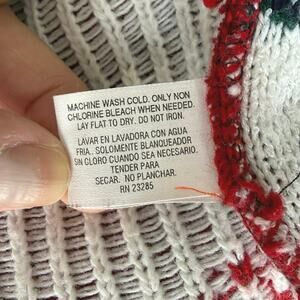 MACHINE WASH COLD. ONLY NON
CHLORINE BLEACH WHEN NEEDED.
LAY FLAT TO DRY. DO NOT IRON.
LAVAR EN LAVADORA CON AGUA
FRIA. SOLOMENTE BLANQUEADOR
SIN CLORO CUANDO SEA NECESARIO.
TENDER PARA
SECAR. NO PLANCHAR.
RN 23285